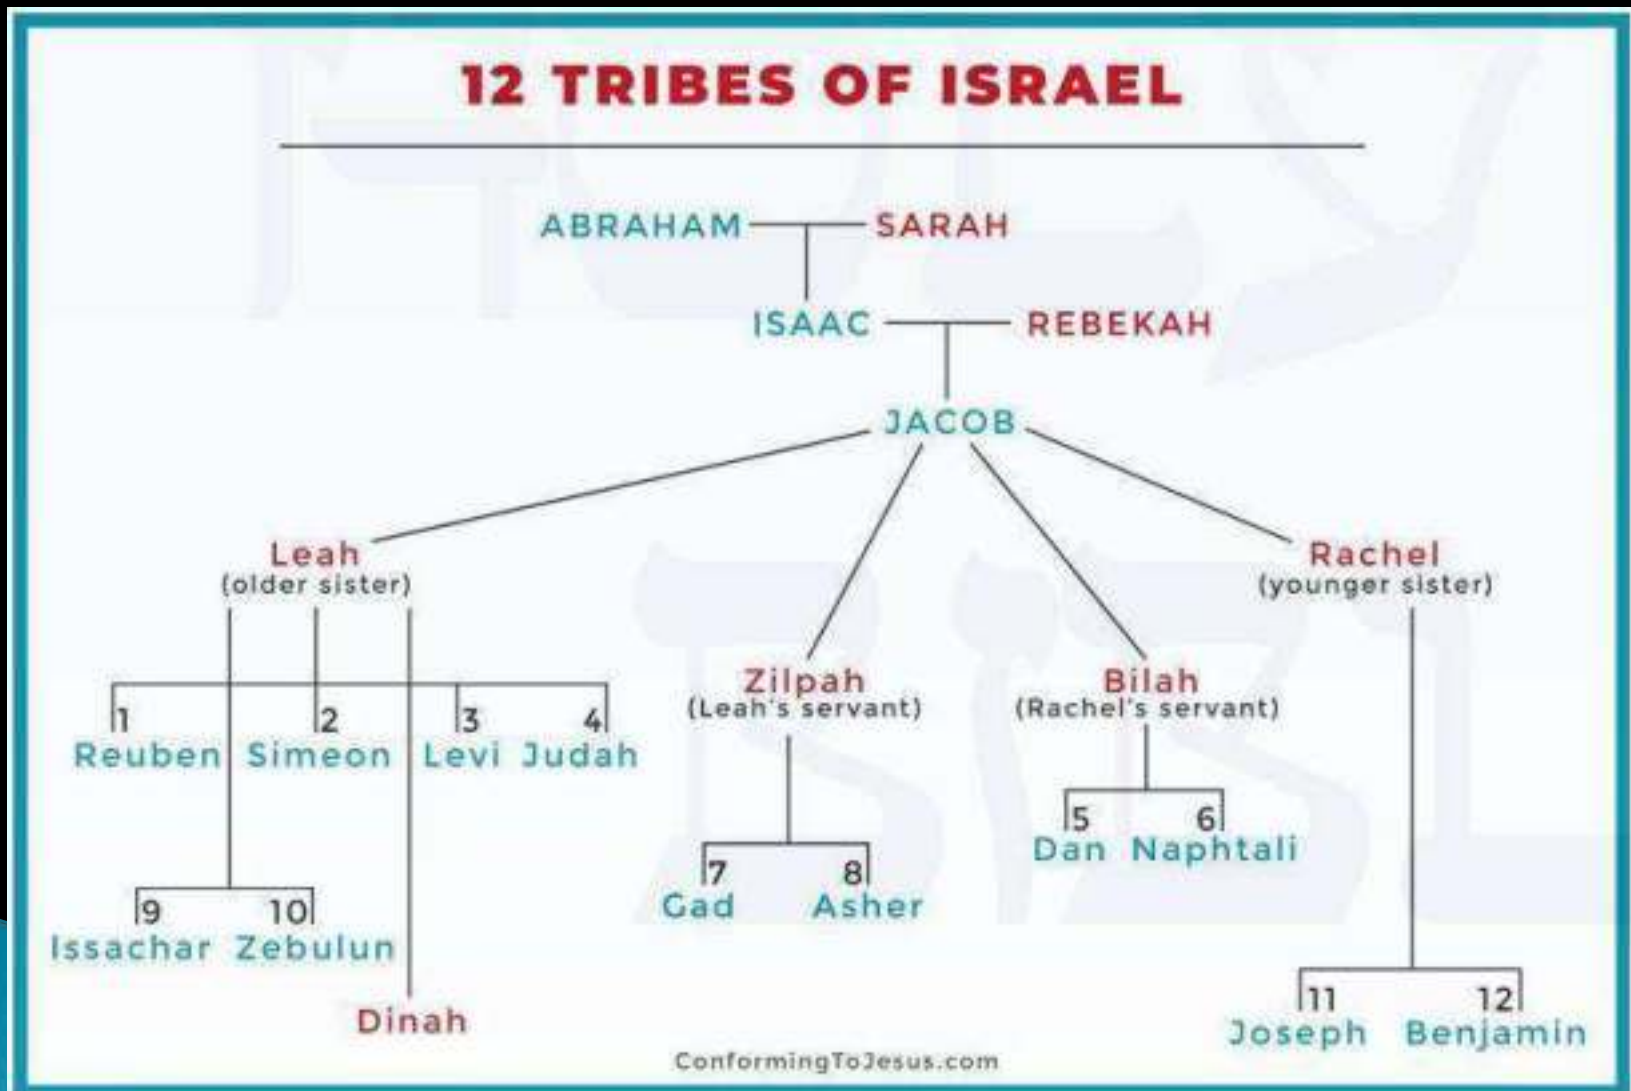 12 TRIBES OF ISRAEL
ABRAHAM SARAH
ISAAC REBEKAH
JACOB
Leah
(older sister)
Rachel
(younger sister)
Zilpah
(Leah's servant)
Bilah
(Rachel's servant)
1 2 3 4
Reuben Simeon Levi Judah
5 6
Dan Naphtali
7 8
Gad Asher
9 10
Issachar Zebulun
Dinah
11 12
Joseph Benjamin
ConformingToJesus.com